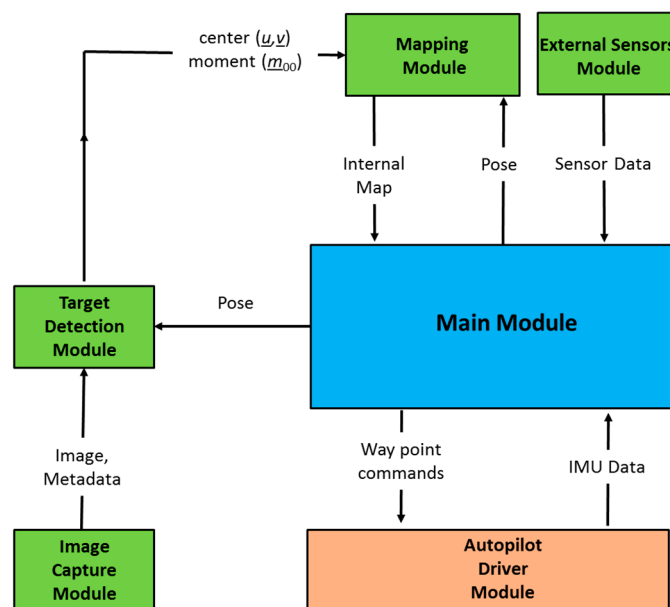 center (u,v)
moment (m00)
Mapping
Module
External Sensors
Module
Internal
Map
Pose
Sensor Data
Target
Detection
Module
Pose
Main Module
Image,
Metadata
Way point
commands
IMU Data
Image
Capture
Module
Autopilot
Driver
Module